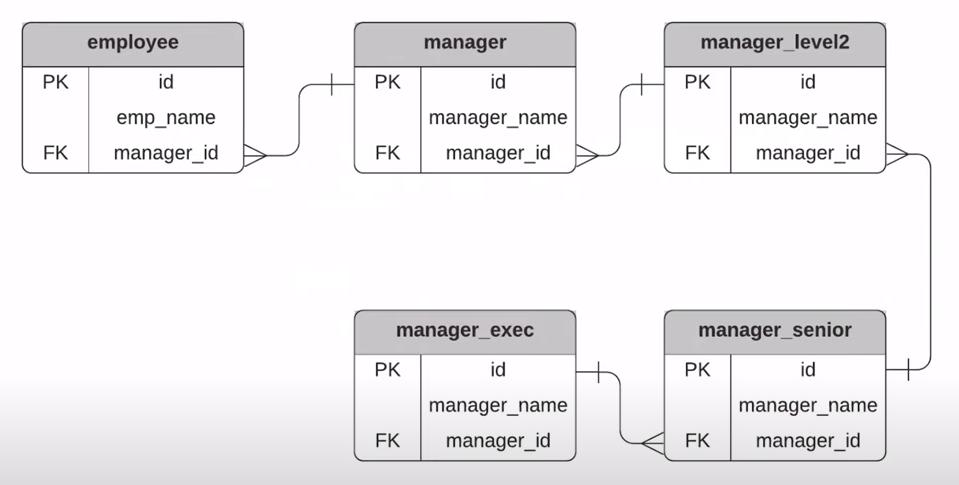 employee
PK id
emp_name
FK manager_id
manager
PK id
manager_name
FK manager_id
manager_level2
PK id
manager_name
FK manager_id
manager_exec
PK id
manager_name
FK manager_id
manager_senior
PK id
manager_name
FK manager_id